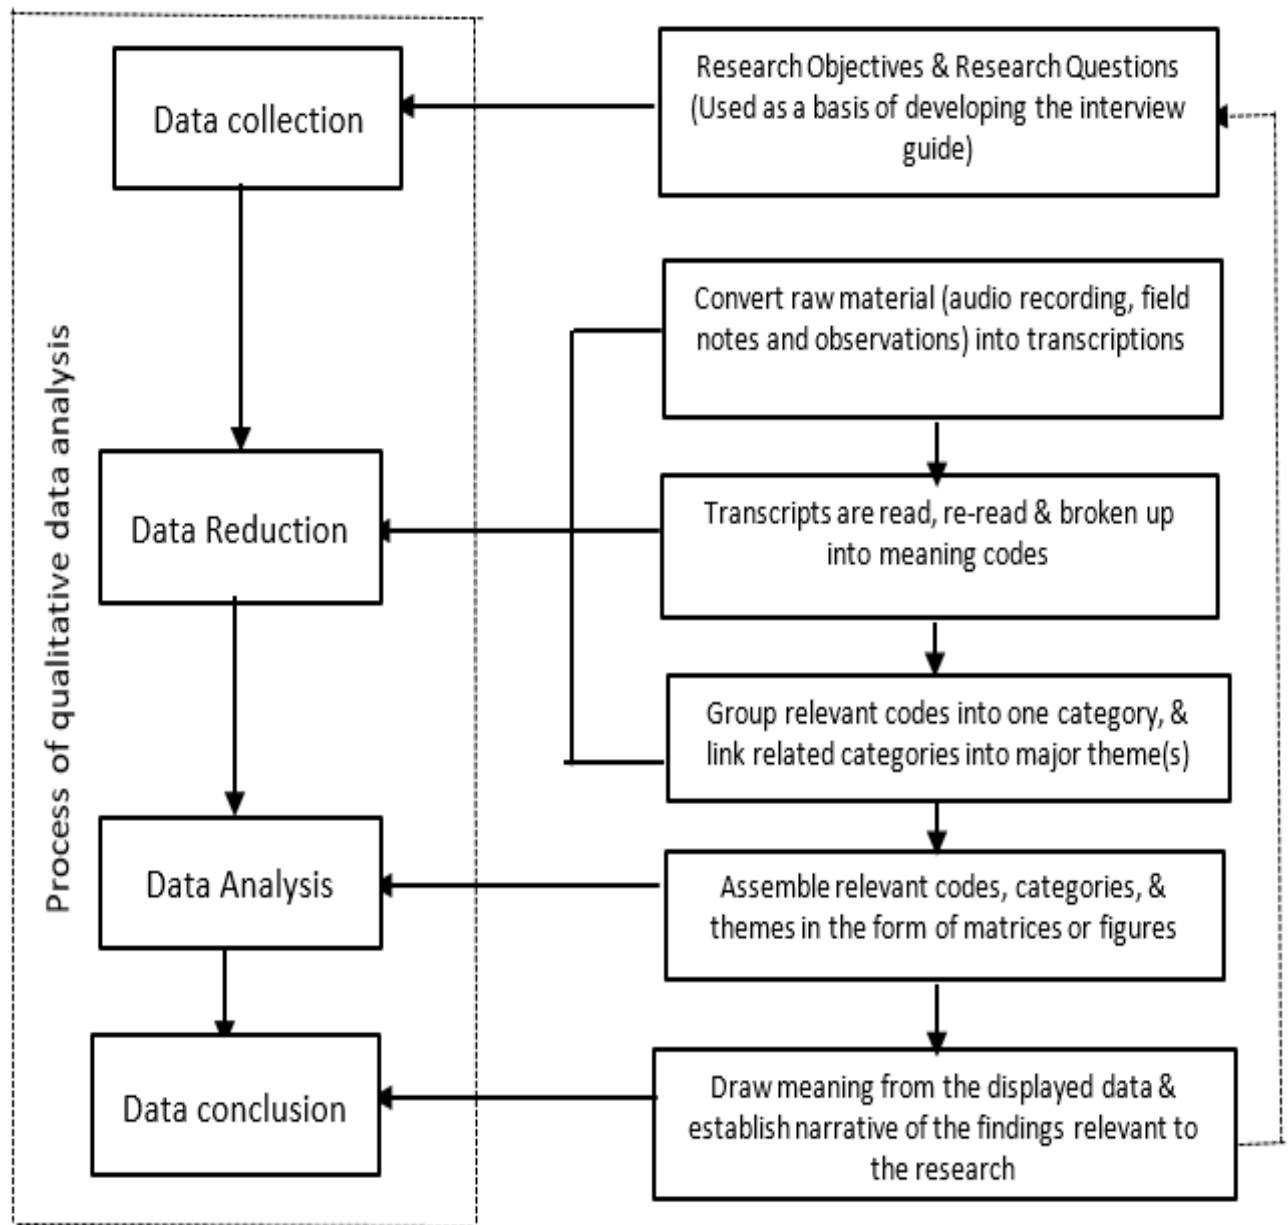 Data collection
Research Objectives & Research Questions
(Used as a basis of developing the interview
guide)
Process of qualitative data analysis
Convert raw material (audio recording, field
notes and observations) into transcriptions
Data Reduction
Transcripts are read, re-read & broken up
into meaning codes
Group relevant codes into one category, &
link related categories into major theme(s)
Data Analysis
Assemble relevant codes, categories, &
themes in the form of matrices or figures
Data conclusion
Draw meaning from the displayed data &
establish narrative of the findings relevant to
the research